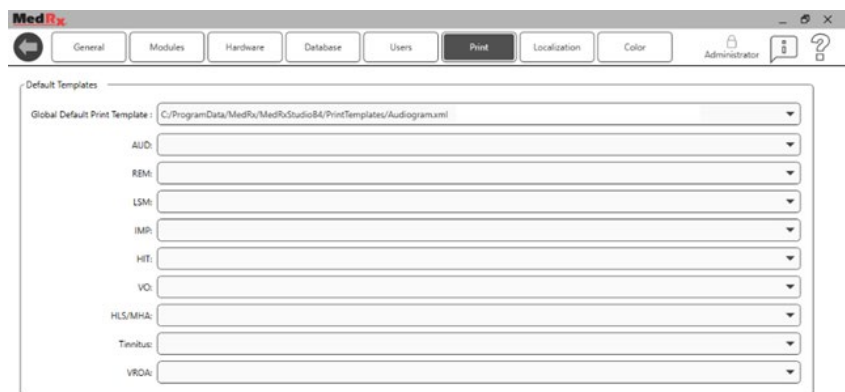 MedRx
General Modules Hardware Database Users Print Localization Color Administrator
Default Templates
Global Default Print Template : C:/ProgramData/MedRx/MedRxStudio84/PrintTemplates/Audiogram.xml
AUD:
REM:
LSM:
IMP:
HIT:
VO:
HLS/MHA:
Tinnitus:
VROA: